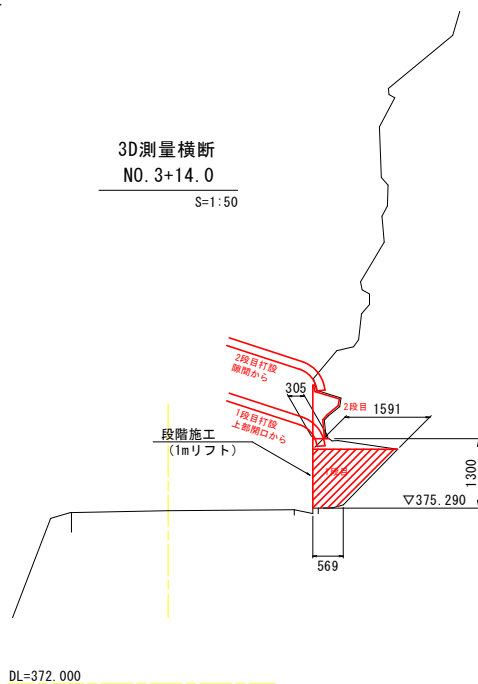 3D測量横断
NO.3+14.0
S=1:50
2段目打設
隙間から
305
2段目
1591
1段目打設
上部開口から
段階施工
(1mリフト)
1段目
1300
▽375.290
569
DL=372.000